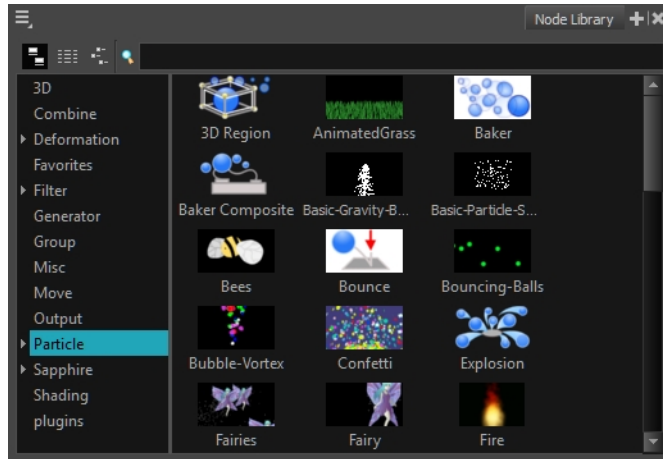 Node Library
3D
Combine
Deformation
Favorites
Filter
Generator
Group
Misc
Move
Output
Particle
Sapphire
Shading
plugins
3D Region
AnimatedGrass
Baker
Baker Composite
Basic-Gravity-B...
Basic-Particle-S...
Bees
Bounce
Bouncing-Balls
Bubble-Vortex
Confetti
Explosion
Fairies
Fairy
Fire